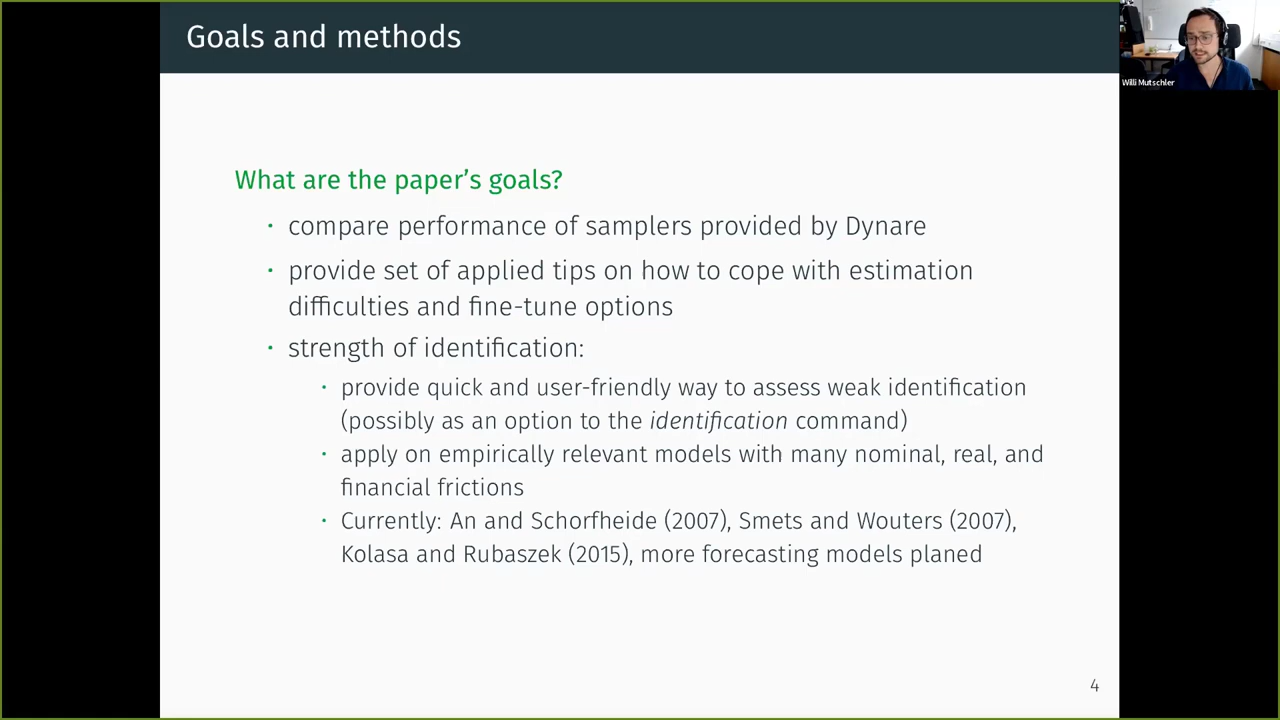 Goals and methods
Willi Mutschler
What are the paper's goals?
· compare performance of samplers provided by Dynare
· provide set of applied tips on how to cope with estimation
difficulties and fine-tune options
· strength of identification:
· provide quick and user-friendly way to assess weak identification
(possibly as an option to the identification command)
· apply on empirically relevant models with many nominal, real, and
financial frictions
· Currently: An and Schorfheide (2007), Smets and Wouters (2007),
Kolasa and Rubaszek (2015), more forecasting models planed
4